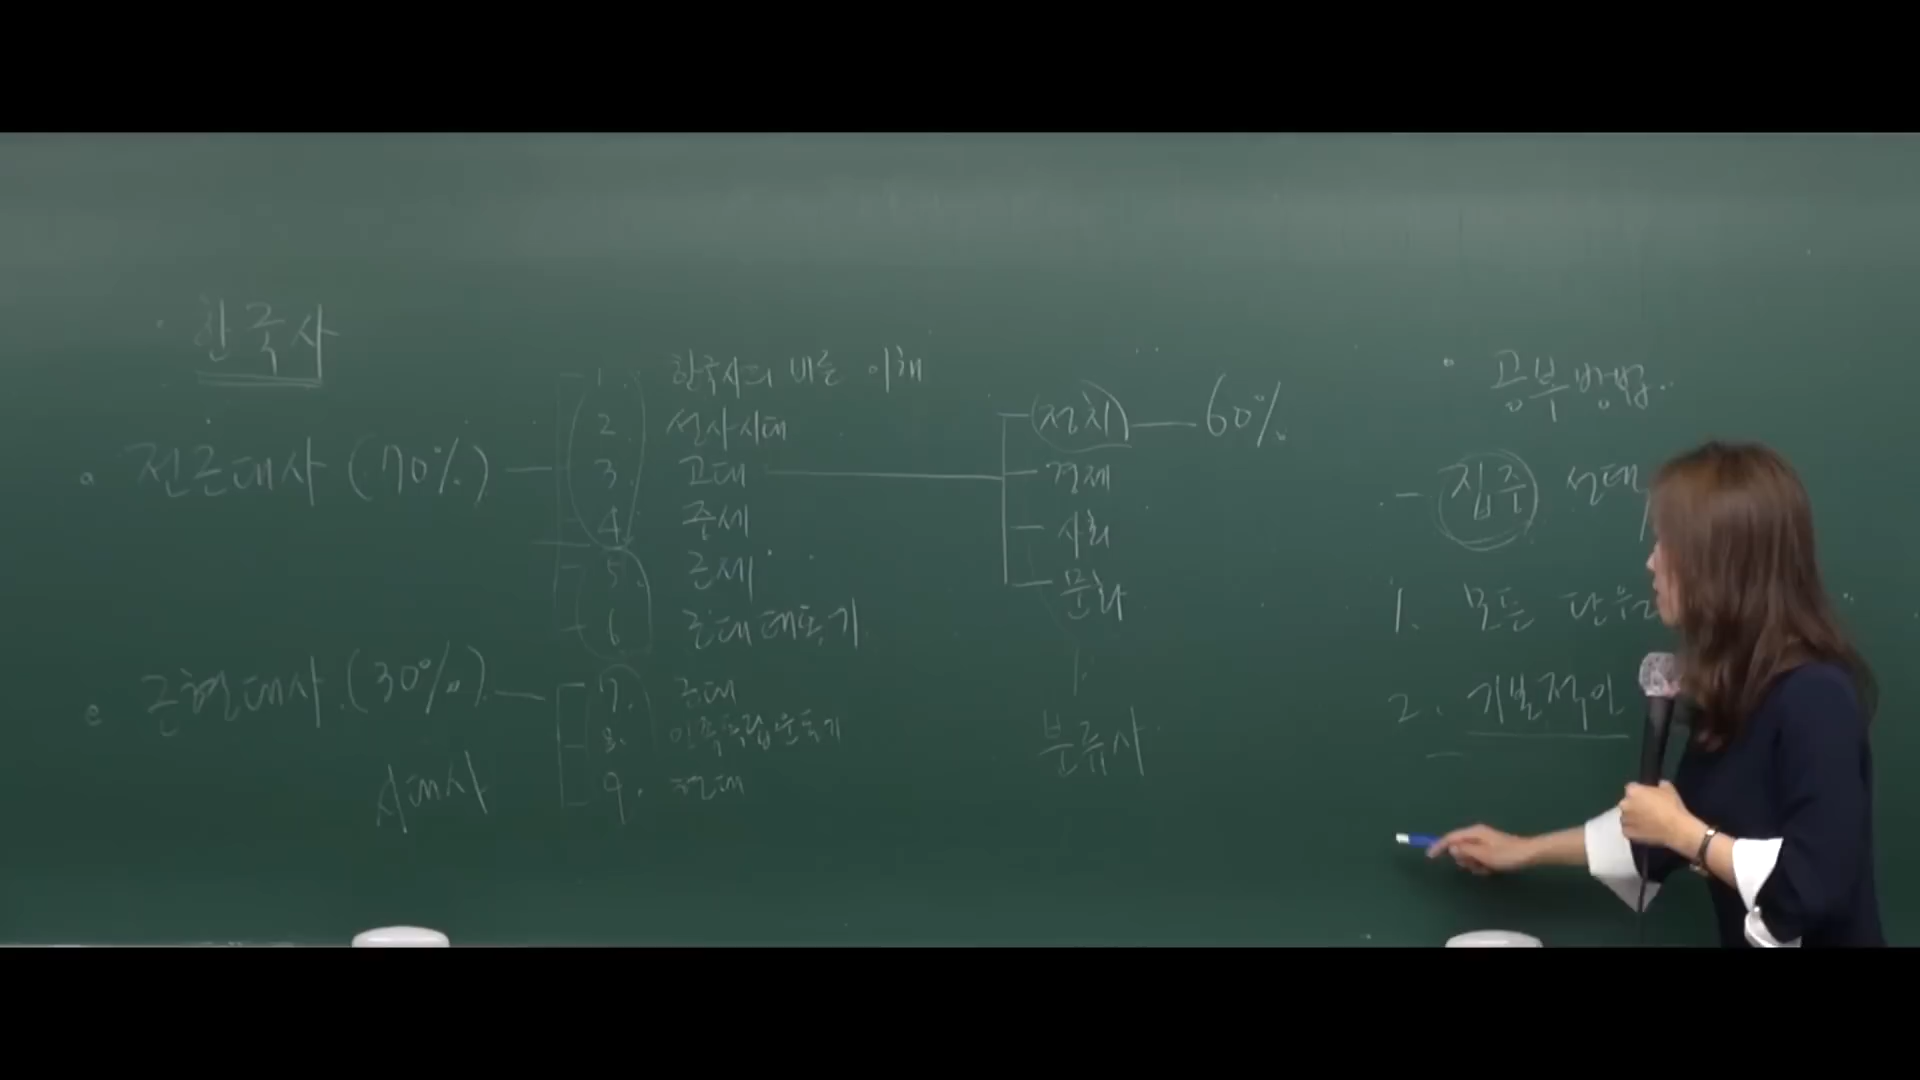 한국사
전근대사 (70%)
1. 한국사의 바른 이해
2. 선사시대
3. 고대
4. 중세
5. 근세
6. 근대태동기
근현대사 (30%)
7. 근대
8. 민족독립운동기
9. 현대
시대사
정치 — 60%
경제
사회
문화
분류사
공부방법
- 집중 선택
1. 모든 단원
2. 기본적인